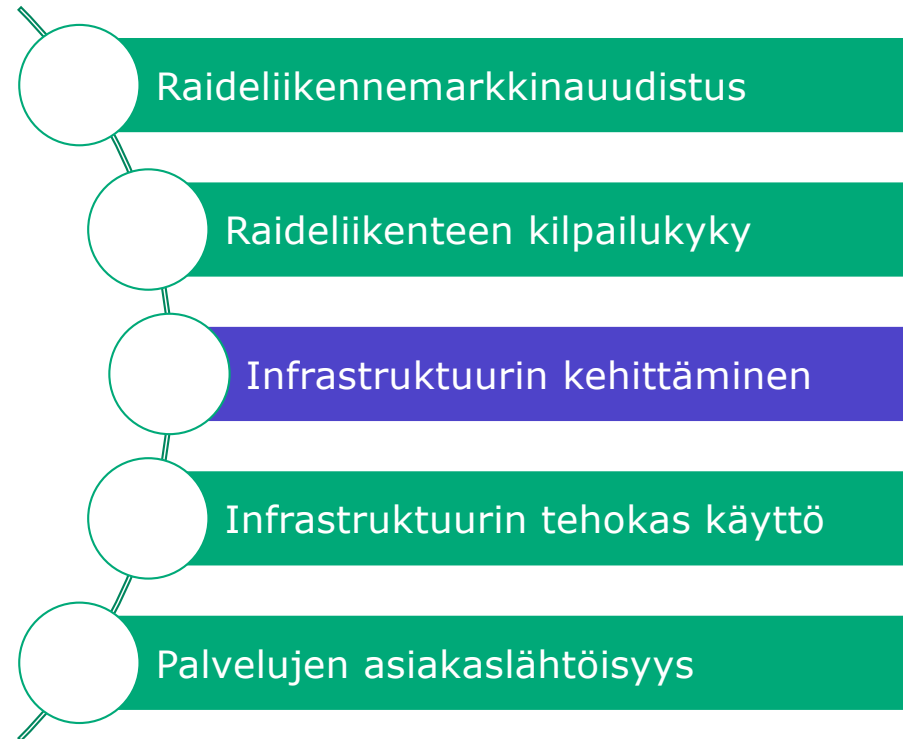 Raideliikennemarkkinauudistus
Raideliikenteen kilpailukyky
Infrastruktuurin kehittäminen
Infrastruktuurin tehokas käyttö
Palvelujen asiakaslähtöisyys